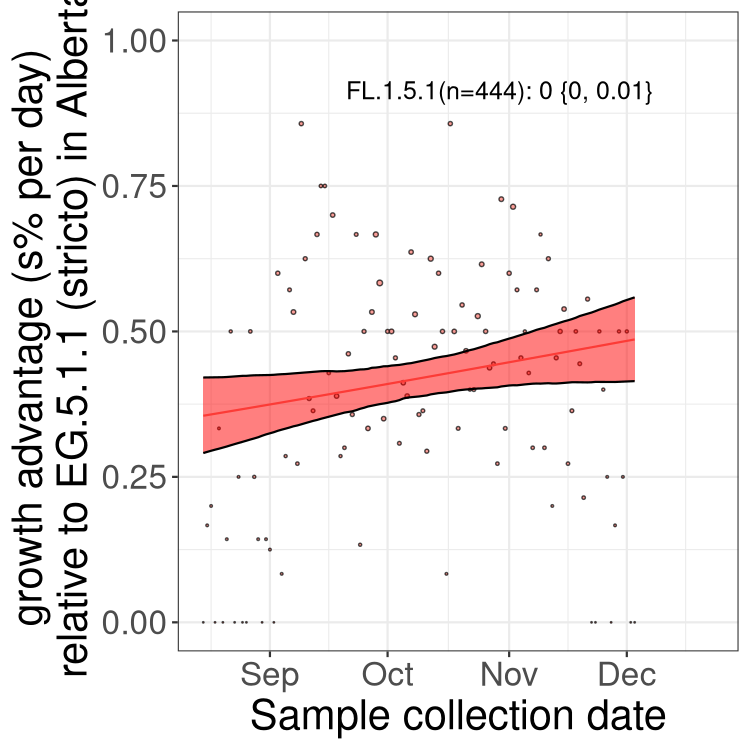 growth advantage (s% per day)
relative to EG.5.1.1 (stricto) in Alberta
1.00
0.75
0.50
0.25
0.00
FL.1.5.1(n=444): 0 {0, 0.01}
Sep Oct Nov Dec
Sample collection date